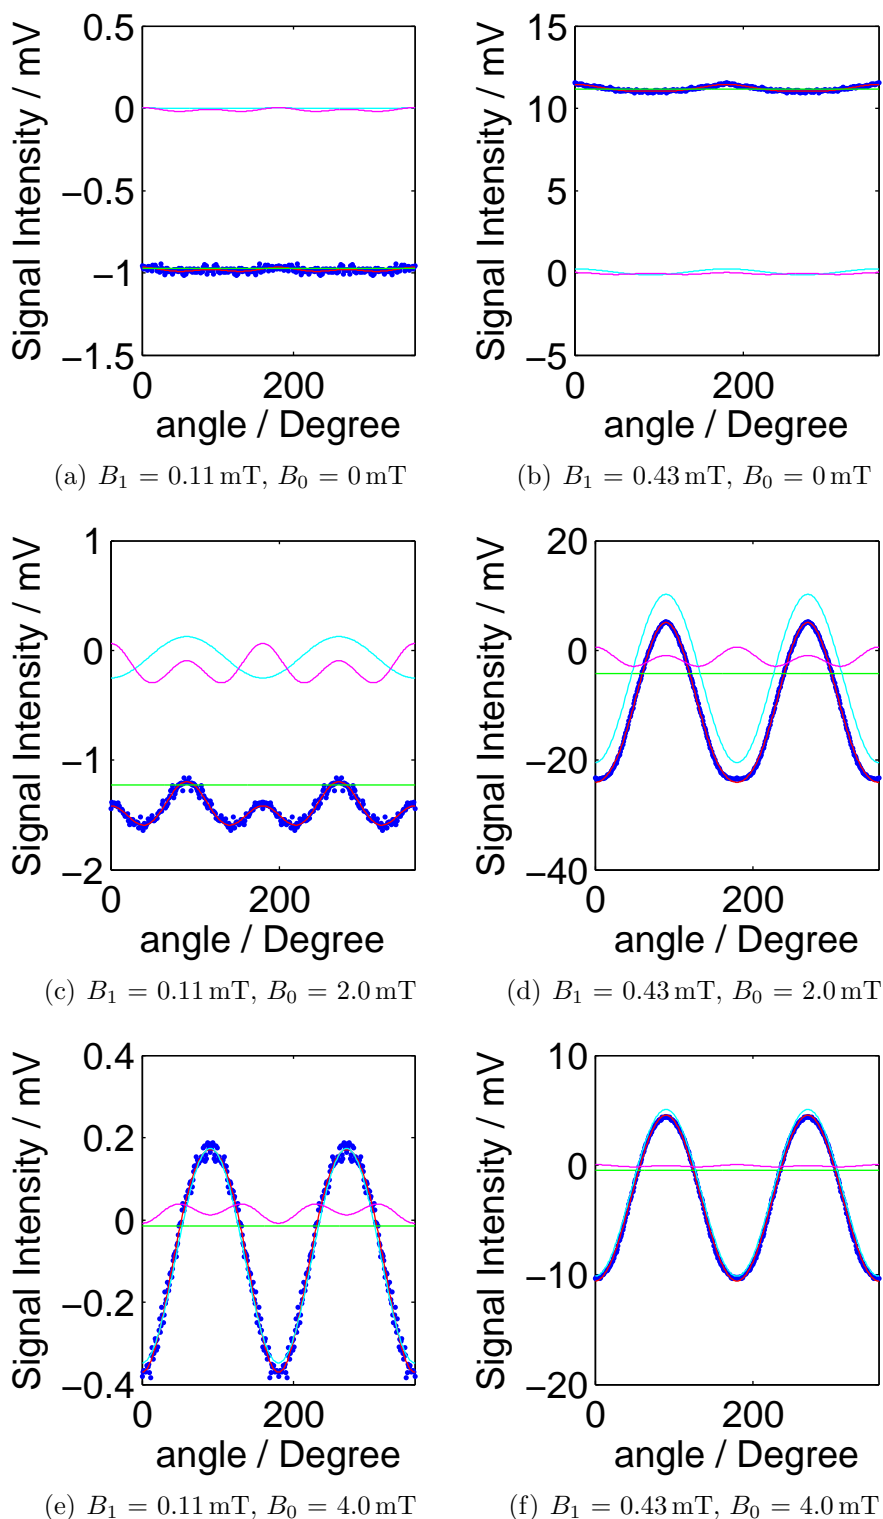 Signal Intensity / mV
0.5
0
−0.5
−1
−1.5
0
200
angle / Degree
(a) B1 = 0.11 mT, B0 = 0 mT
Signal Intensity / mV
15
10
5
0
−5
0
200
angle / Degree
(b) B1 = 0.43 mT, B0 = 0 mT
Signal Intensity / mV
1
0
−1
−2
0
200
angle / Degree
(c) B1 = 0.11 mT, B0 = 2.0 mT
Signal Intensity / mV
20
0
−20
−40
0
200
angle / Degree
(d) B1 = 0.43 mT, B0 = 2.0 mT
Signal Intensity / mV
0.4
0.2
0
−0.2
−0.4
0
200
angle / Degree
(e) B1 = 0.11 mT, B0 = 4.0 mT
Signal Intensity / mV
10
0
−10
−20
0
200
angle / Degree
(f) B1 = 0.43 mT, B0 = 4.0 mT